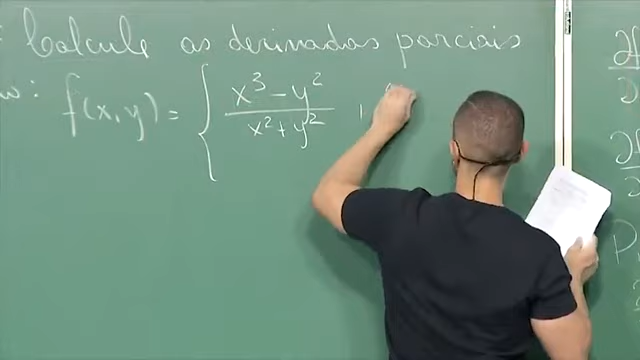 Calcule as derivadas parciais
f(x,y) = { x³ - y² / x² + y² ,
∂f
∂